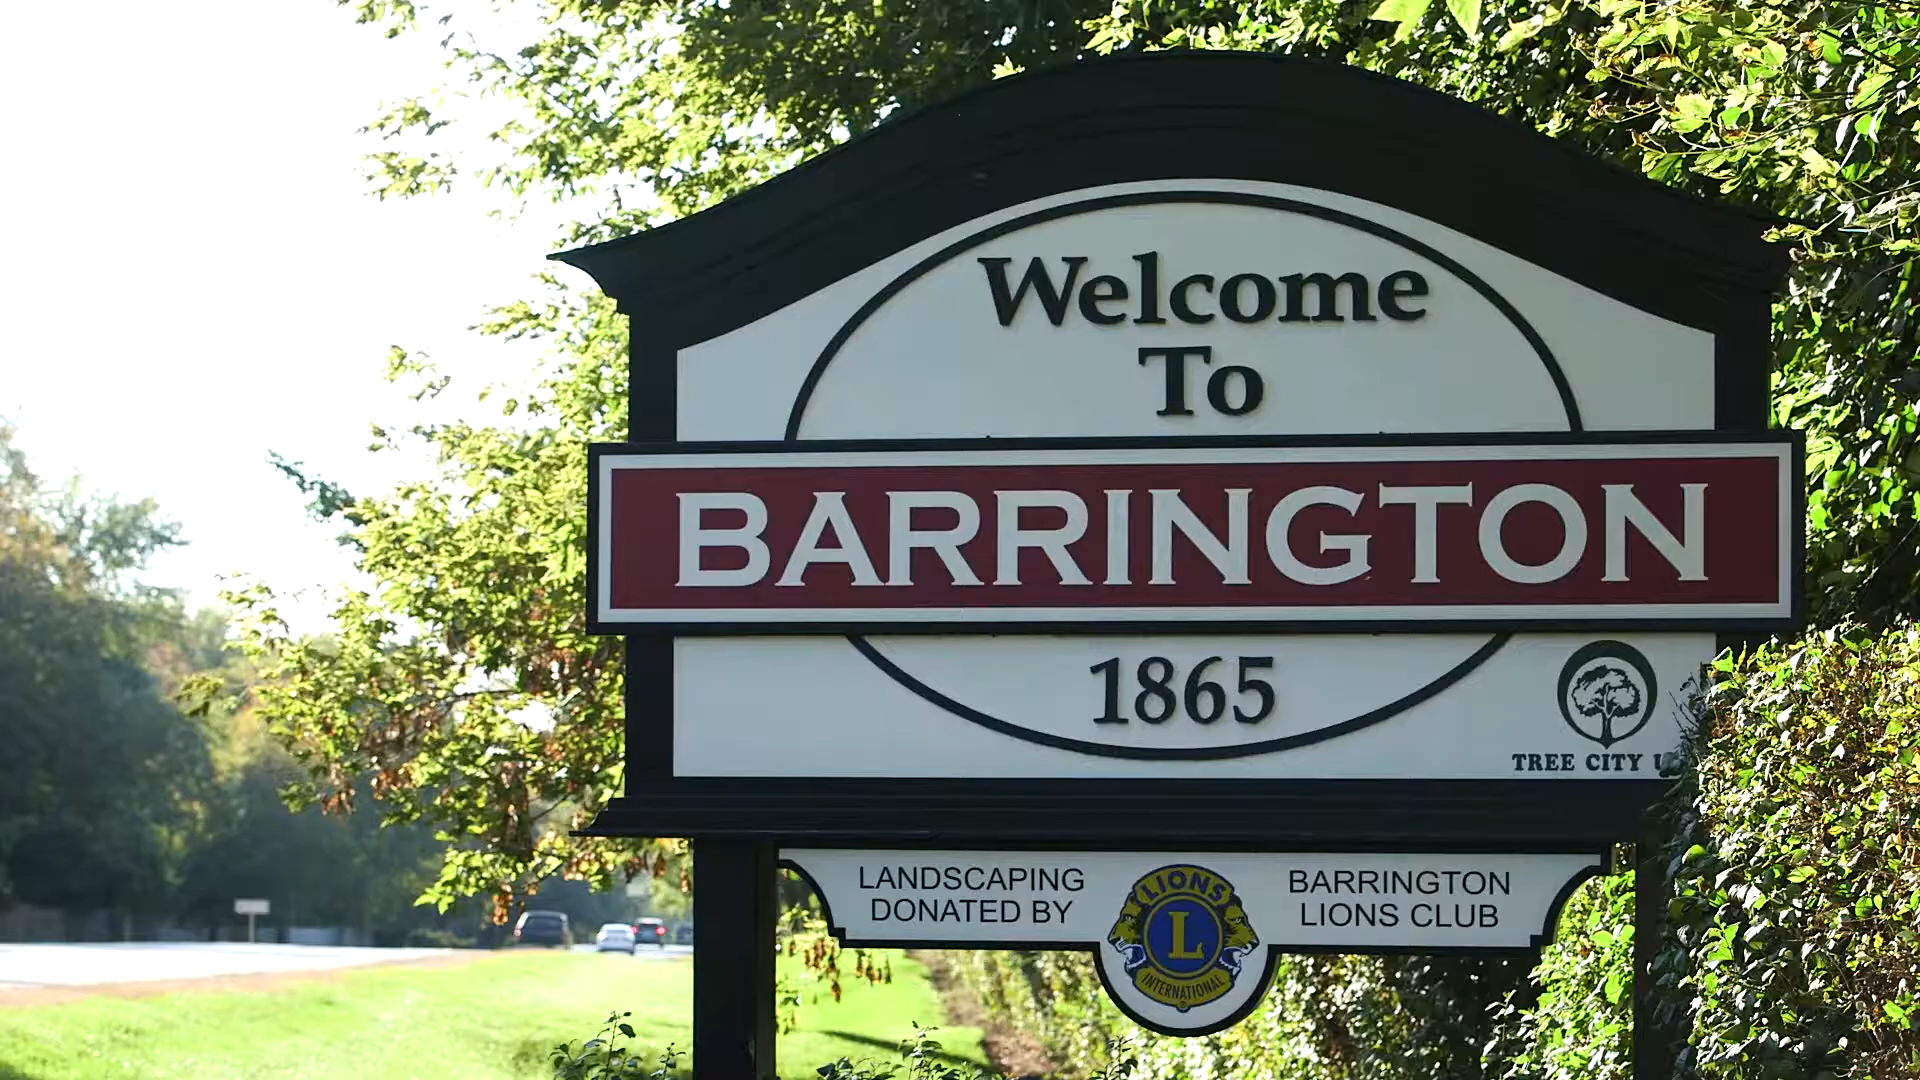 Welcome
To
BARRINGTON
1865
TREE CITY
LANDSCAPING
DONATED BY
LIONS
L
INTERNATIONAL
BARRINGTON
LIONS CLUB